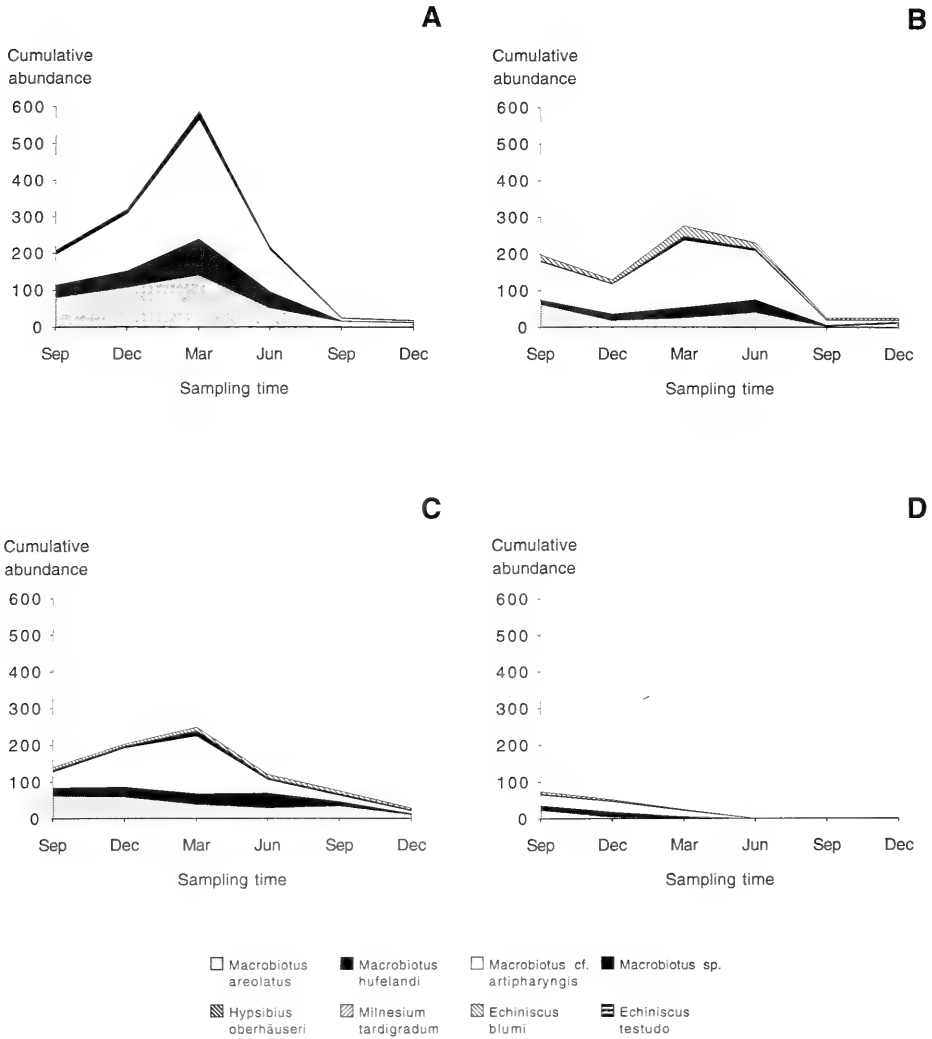 A
Cumulative
abundance
600
500
400
300
200
100
0
Sep Dec Mar Jun Sep Dec
Sampling time
B
Cumulative
abundance
600
500
400
300
200
100
0
Sep Dec Mar Jun Sep Dec
Sampling time
C
Cumulative
abundance
600
500
400
300
200
100
0
Sep Dec Mar Jun Sep Dec
Sampling time
D
Cumulative
abundance
600
500
400
300
200
100
0
Sep Dec Mar Jun Sep Dec
Sampling time
Macrobiotus areolatus
Macrobiotus hufelandi
Macrobiotus cf. artipharyngis
Macrobiotus sp.
Hypsibius oberhäuseri
Milnesium tardigradum
Echiniscus blumi
Echiniscus testudo